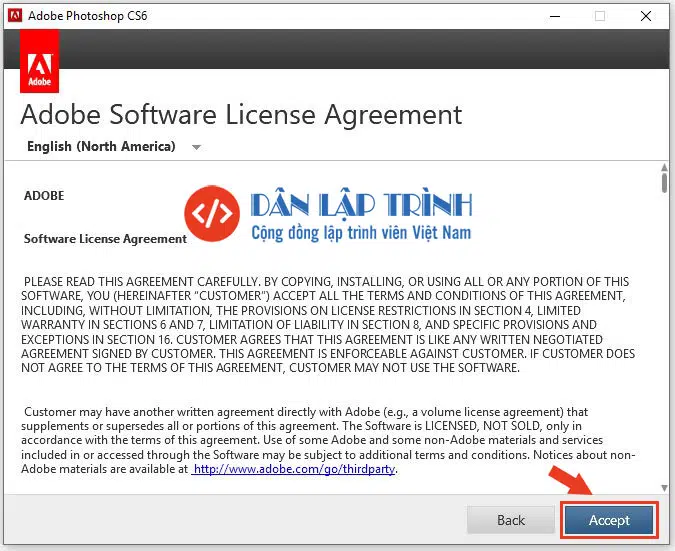 Adobe Photoshop CS6
Adobe
Adobe Software License Agreement
English (North America)
ADOBE
DÂN LẬP TRÌNH
Cộng đồng lập trình viên Việt Nam
Software License Agreement
PLEASE READ THIS AGREEMENT CAREFULLY. BY COPYING, INSTALLING, OR USING ALL OR ANY PORTION OF THIS
SOFTWARE, YOU (HEREINAFTER “CUSTOMER”) ACCEPT ALL THE TERMS AND CONDITIONS OF THIS AGREEMENT,
INCLUDING, WITHOUT LIMITATION, THE PROVISIONS ON LICENSE RESTRICTIONS IN SECTION 4, LIMITED
WARRANTY IN SECTIONS 6 AND 7, LIMITATION OF LIABILITY IN SECTION 8, AND SPECIFIC PROVISIONS AND
EXCEPTIONS IN SECTION 16. CUSTOMER AGREES THAT THIS AGREEMENT IS LIKE ANY WRITTEN NEGOTIATED
AGREEMENT SIGNED BY CUSTOMER. THIS AGREEMENT IS ENFORCEABLE AGAINST CUSTOMER. IF CUSTOMER DOES
NOT AGREE TO THE TERMS OF THIS AGREEMENT, CUSTOMER MAY NOT USE THE SOFTWARE.
Customer may have another written agreement directly with Adobe (e.g., a volume license agreement) that
supplements or supersedes all or portions of this agreement. The Software is LICENSED, NOT SOLD, only in
accordance with the terms of this agreement. Use of some Adobe and some non-Adobe materials and services
included in or accessed through the Software may be subject to additional terms and conditions. Notices about non-
Adobe materials are available at http://www.adobe.com/go/thirdparty.
Back
Accept